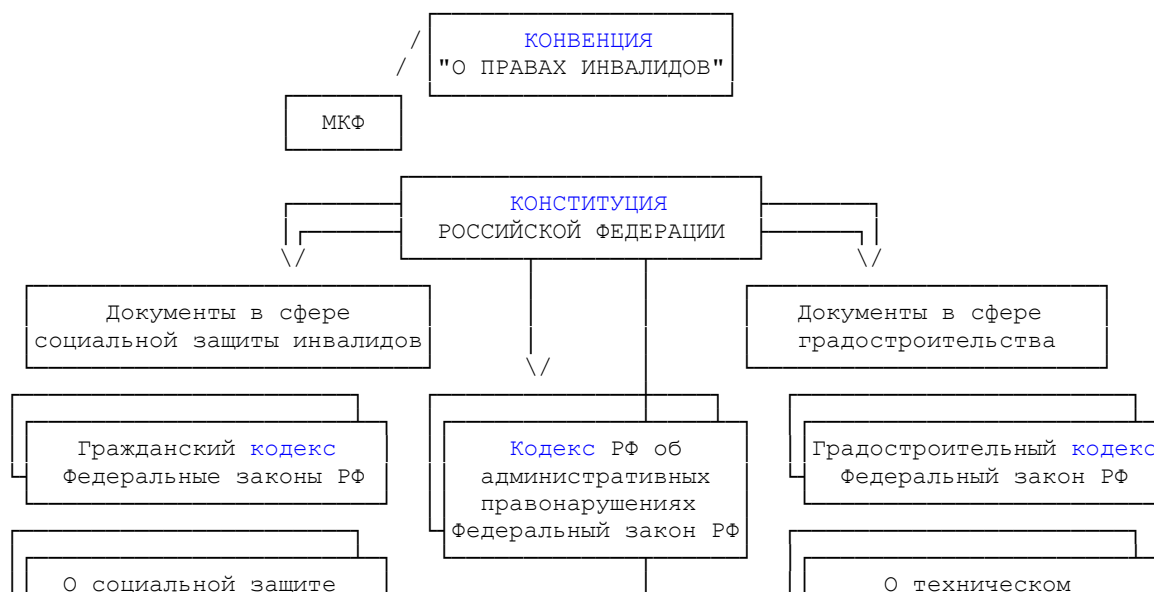 КОНВЕНЦИЯ
"О ПРАВАХ ИНВАЛИДОВ"
МКФ
КОНСТИТУЦИЯ
РОССИЙСКОЙ ФЕДЕРАЦИИ
Документы в сфере
социальной защиты инвалидов
Документы в сфере
градостроительства
Гражданский кодекс
Федеральные законы РФ
Кодекс РФ об
административных
правонарушениях
Федеральный закон РФ
Градостроительный кодекс
Федеральный закон РФ
О социальной защите
О техническом